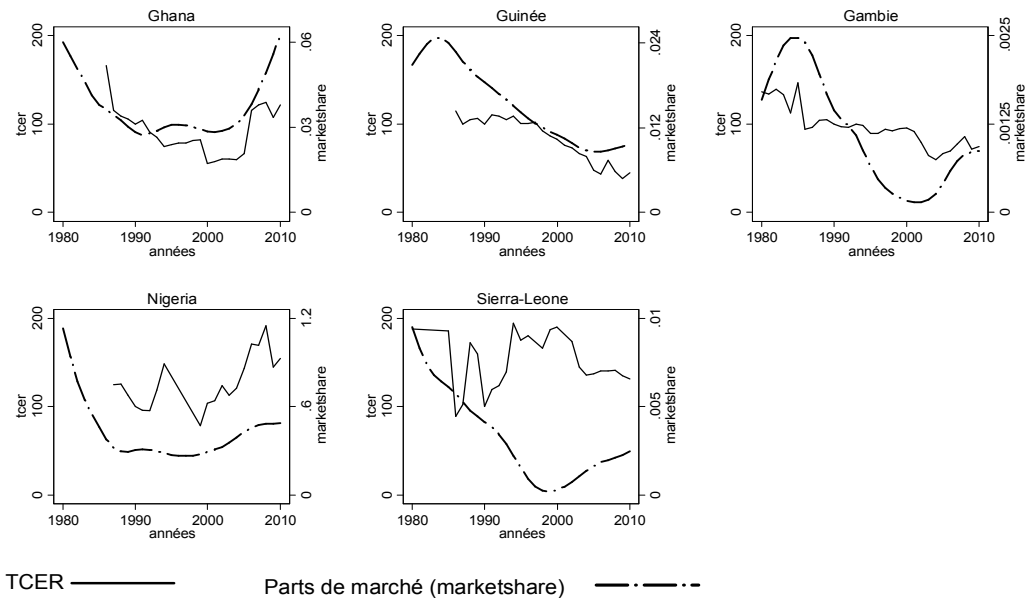 Ghana
200
100
0
tcer
.06
.03
0
marketshare
1980 1990 2000 2010
années
Guinée
200
100
0
tcer
.024
.012
0
marketshare
1980 1990 2000 2010
années
Gambie
200
100
0
tcer
.0025
.00125
0
marketshare
1980 1990 2000 2010
années
Nigeria
200
100
0
tcer
1.2
.6
0
marketshare
1980 1990 2000 2010
années
Sierra-Leone
200
100
0
tcer
.01
.005
0
marketshare
1980 1990 2000 2010
années
TCER
Parts de marché (marketshare)